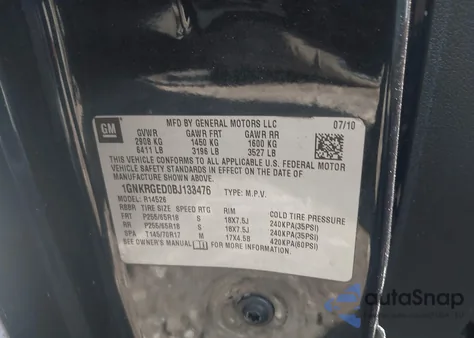 MFD BY GENERAL MOTORS LLC 07/10
GM
GVWR GAWR FRT GAWR RR
2908 KG 1450 KG 1600 KG
6411 LB 3196 LB 3527 LB
THIS VEHICLE CONFORMS TO ALL APPLICABLE U.S. FEDERAL MOTOR
VEHICLE SAFETY STANDARDS IN EFFECT ON THE DATE OF
MANUFACTURE SHOWN ABOVE.
1GNKRGED0BJ133476 TYPE: M.P.V.
MODEL: R14526
TIRE SIZE SPEED RTG RIM COLD TIRE PRESSURE
FRT P255/65R18 S 18X7.5J 240KPA(35PSI)
RR P255/65R18 S 18X7.5J 240KPA(35PSI)
SPA T145/70R17 M 17X4.5B 420KPA(60PSI)
SEE OWNER'S MANUAL FOR MORE INFORMATION.
autoSnap